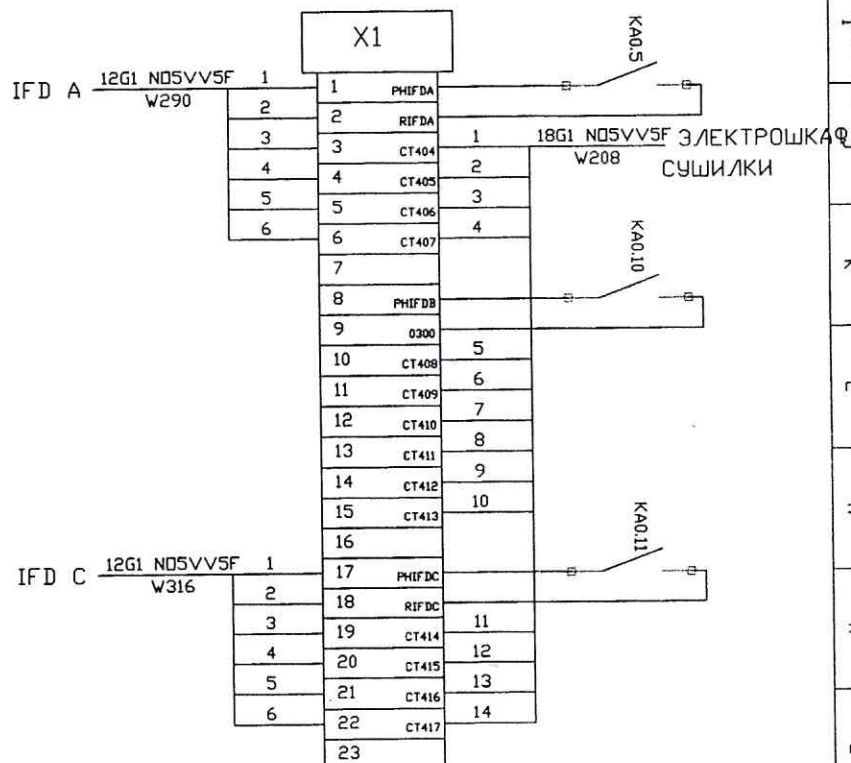 X1
IFD A 12G1 NO5VV5F 1 1 PHIFDA KA0.5
W290
2 2 RIFDA
3 3 CT404 1 18G1 NO5VV5F ЭЛЕКТРОШКАФ
W208 СУШИЛКИ
4 4 CT405 2
5 5 CT406 3
6 6 CT407 4
7
8 PHIFDB KA0.10
9 0300
10 CT408 5
11 CT409 6
12 CT410 7
13 CT411 8
14 CT412 9
15 CT413 10
16
IFD C 12G1 NO5VV5F 1 17 PHIFDC KA0.11
W316
2 18 RIFDC
3 19 CT414 11
4 20 CT415 12
5 21 CT416 13
6 22 CT417 14
23